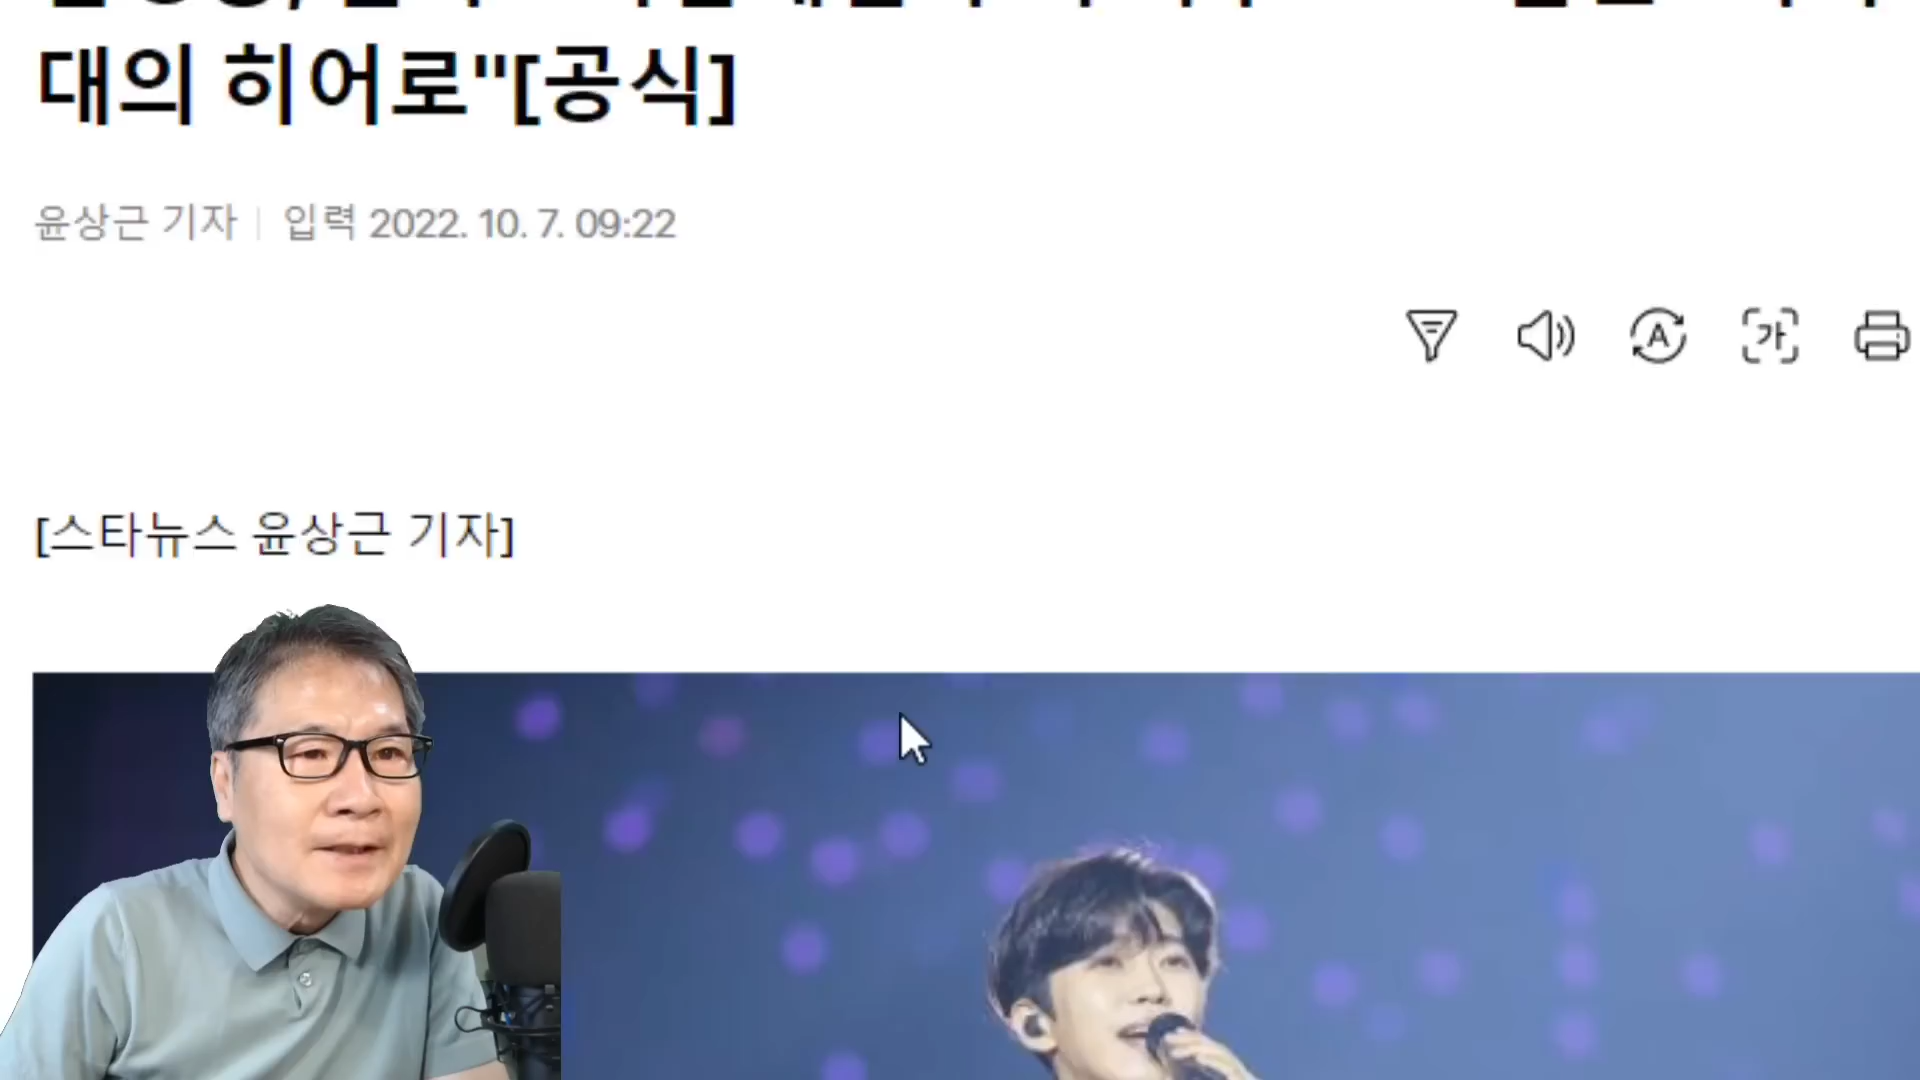 대의 히어로"[공식]
윤상근 기자 | 입력 2022. 10. 7. 09:22
가
[스타뉴스 윤상근 기자]